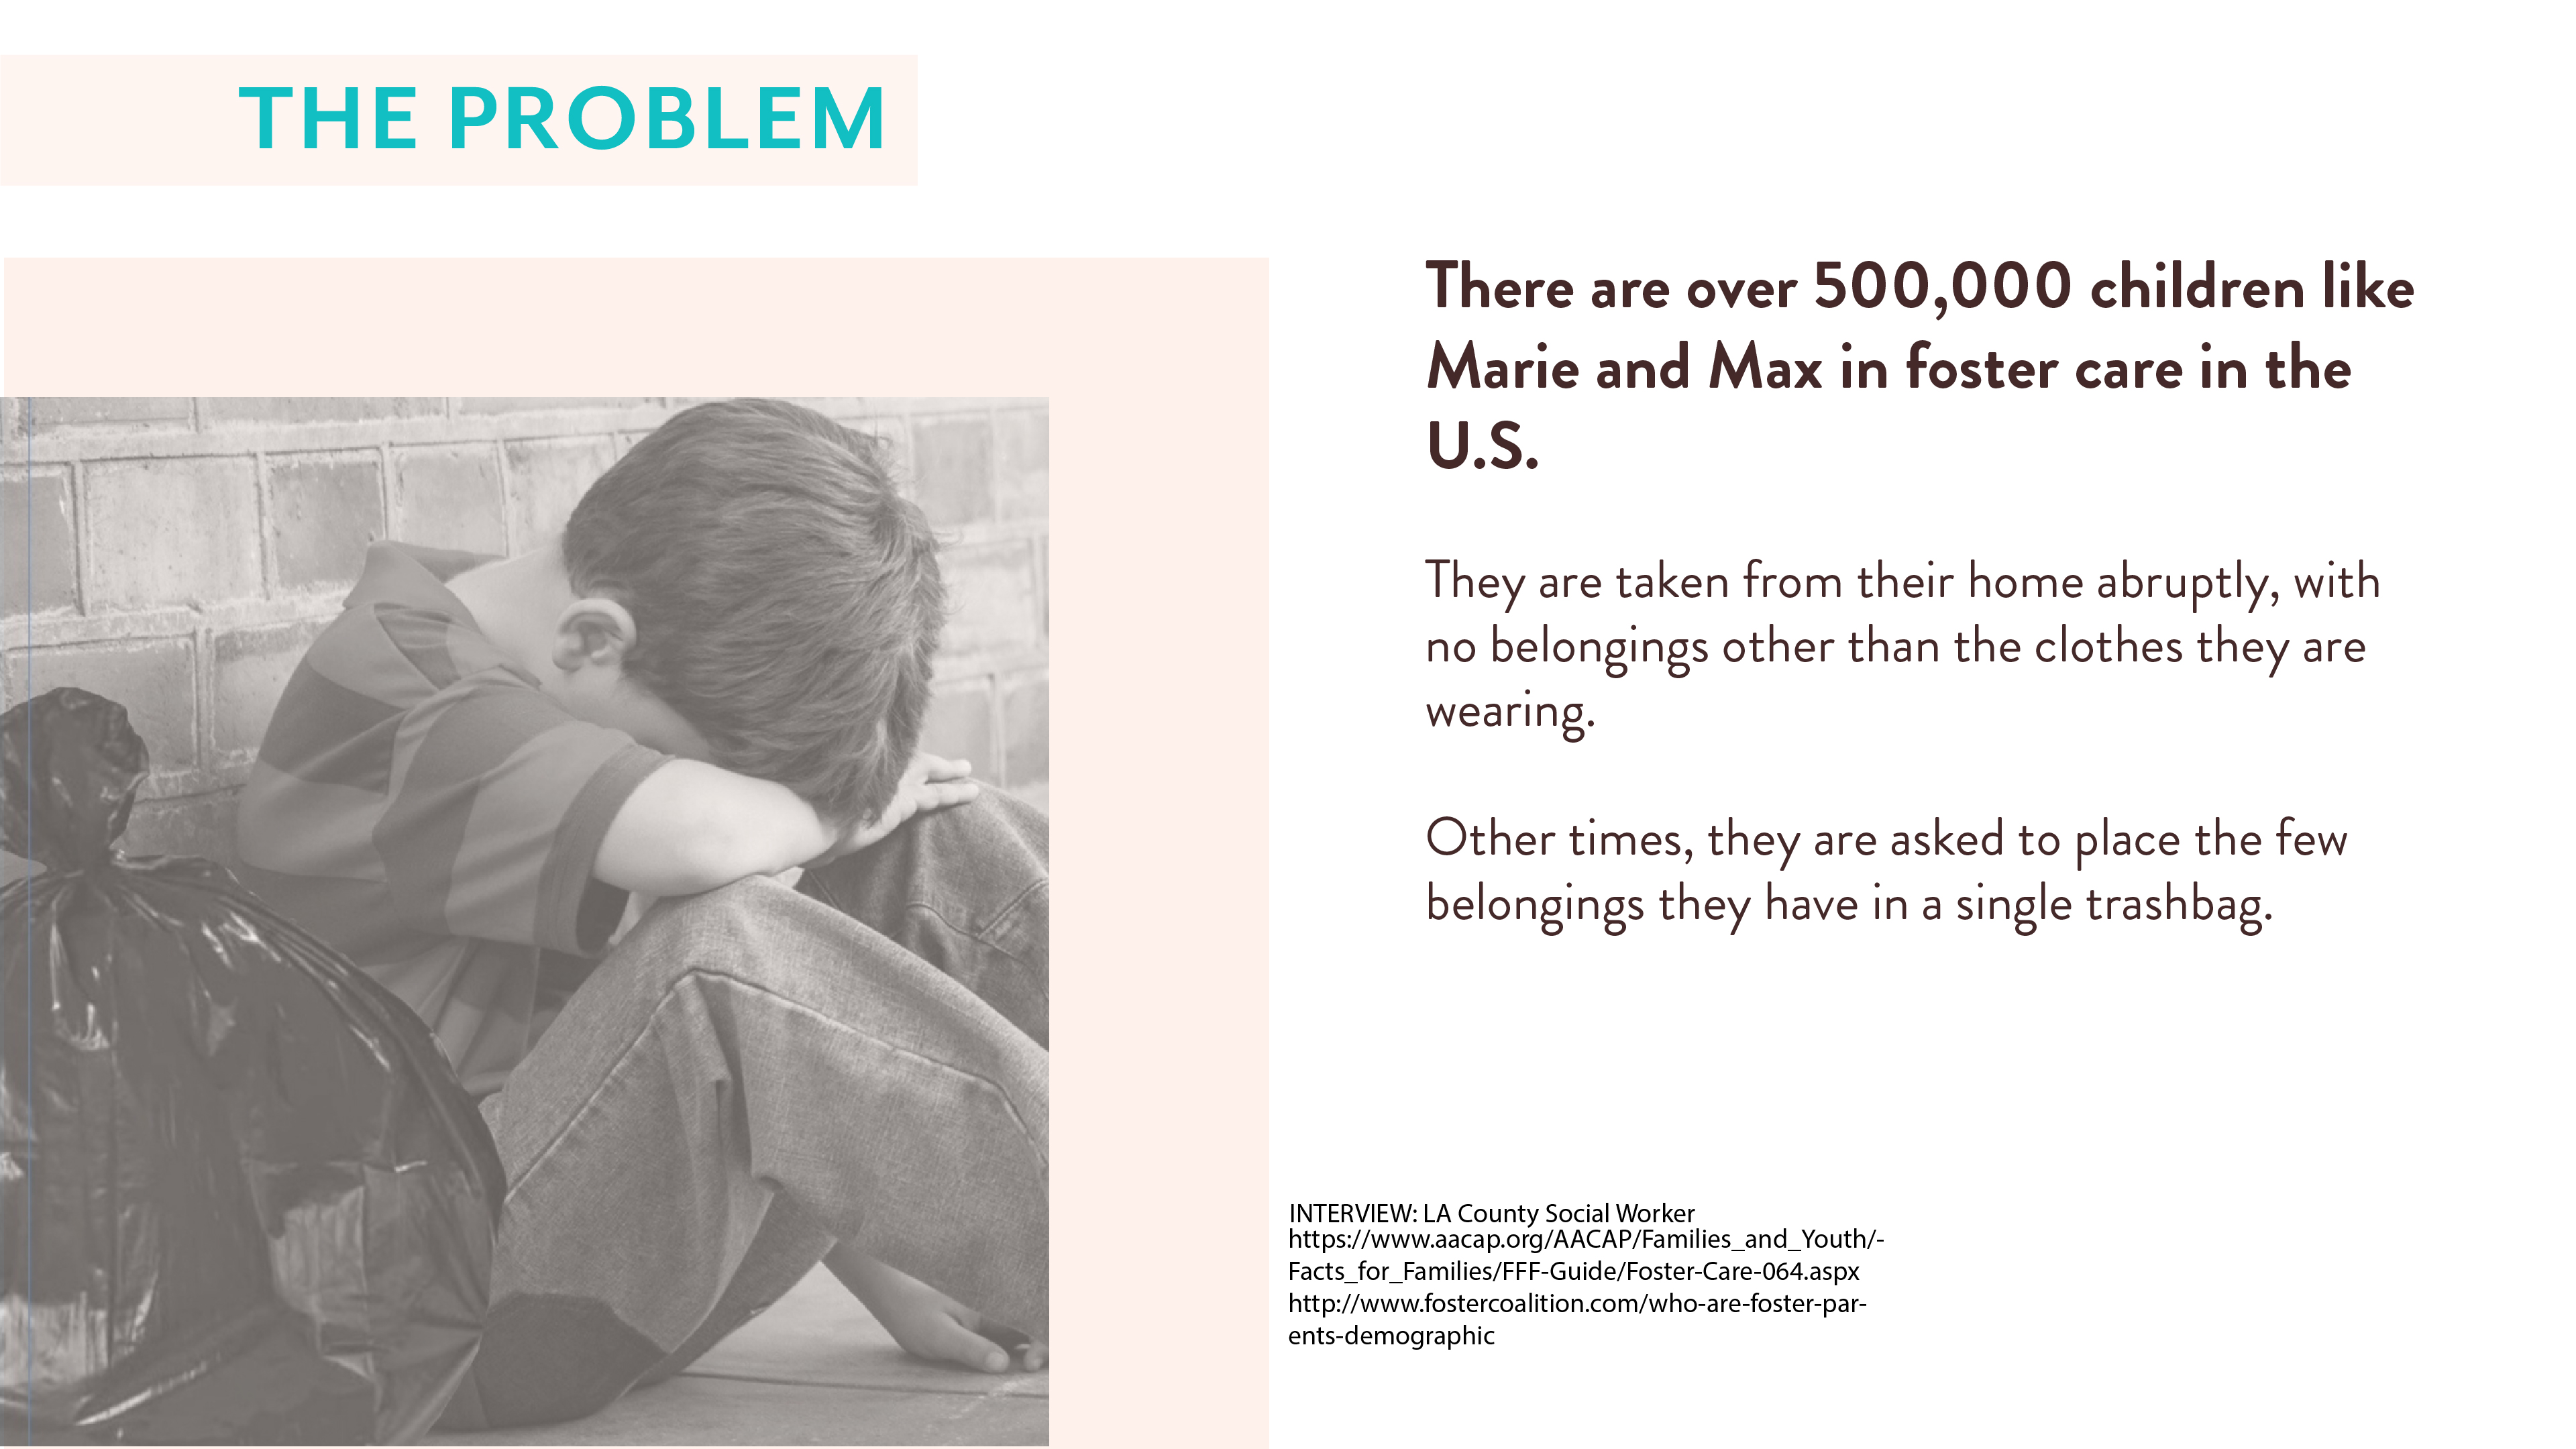 THE PROBLEM
There are over 500,000 children like
Marie and Max in foster care in the
U.S.
They are taken from their home abruptly, with
no belongings other than the clothes they are
wearing.
Other times, they are asked to place the few
belongings they have in a single trashbag.
INTERVIEW: LA County Social Worker
https://www.aacap.org/AACAP/Families_and_Youth/-
Facts_for_Families/FFF-Guide/Foster-Care-064.aspx
http://www.fostercoalition.com/who-are-foster-par-
ents-demographic